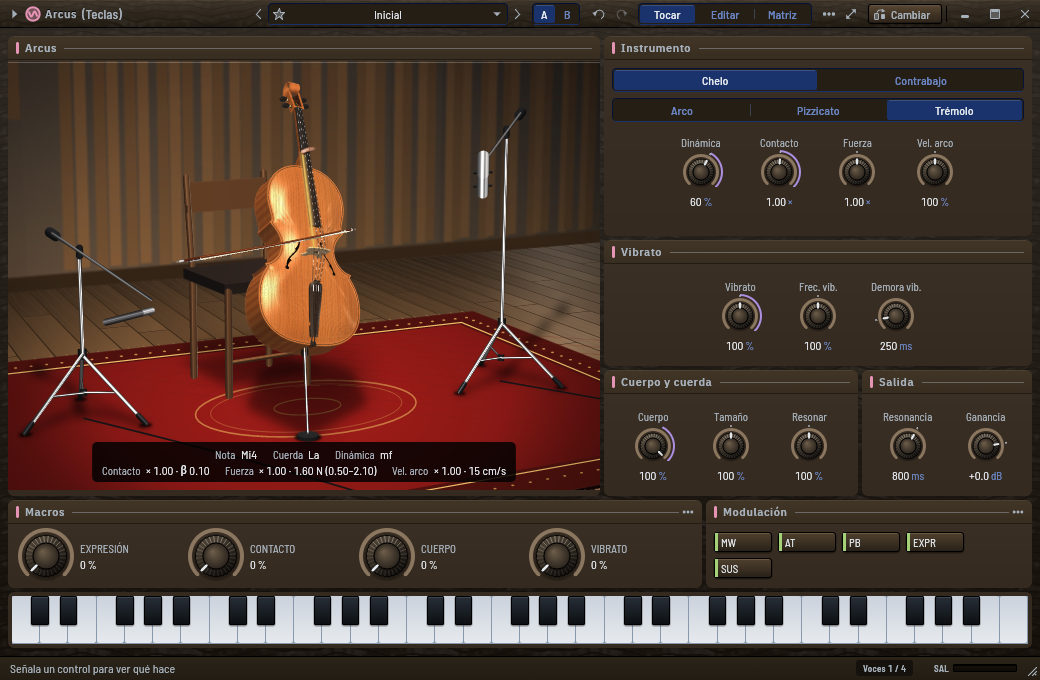 Arcus (Teclas)
Inicial
A B
Tocar Editar Matriz
Cambiar
Arcus
Nota Mi4 Cuerda La Dinámica mf
Contacto × 1.00 · β 0.10 Fuerza × 1.00 · 1.60 N (0.50–2.10) Vel. arco × 1.00 · 15 cm/s
Instrumento
Chelo Contrabajo
Arco Pizzicato Trémolo
Dinámica Contacto Fuerza Vel. arco
60 % 1.00 × 1.00 × 100 %
Vibrato
Vibrato Frec. vib. Demora vib.
100 % 100 % 250 ms
Cuerpo y cuerda
Cuerpo Tamaño Resonar
100 % 100 % 100 %
Salida
Resonancia Ganancia
800 ms +0.0 dB
Macros
EXPRESIÓN CONTACTO CUERPO VIBRATO
0 % 0 % 0 % 0 %
Modulación
MW AT PB EXPR
SUS
Señala un control para ver qué hace
Voces 1 / 4 SAL